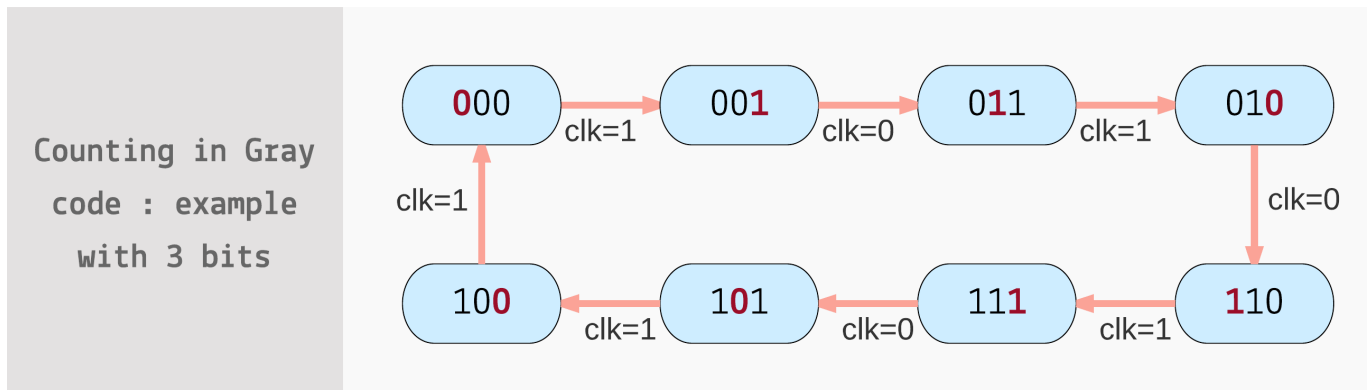 Counting in Gray
code : example
with 3 bits
000
clk=1
001
clk=0
011
clk=1
010
clk=1
clk=0
100
clk=1
101
clk=0
111
clk=1
110